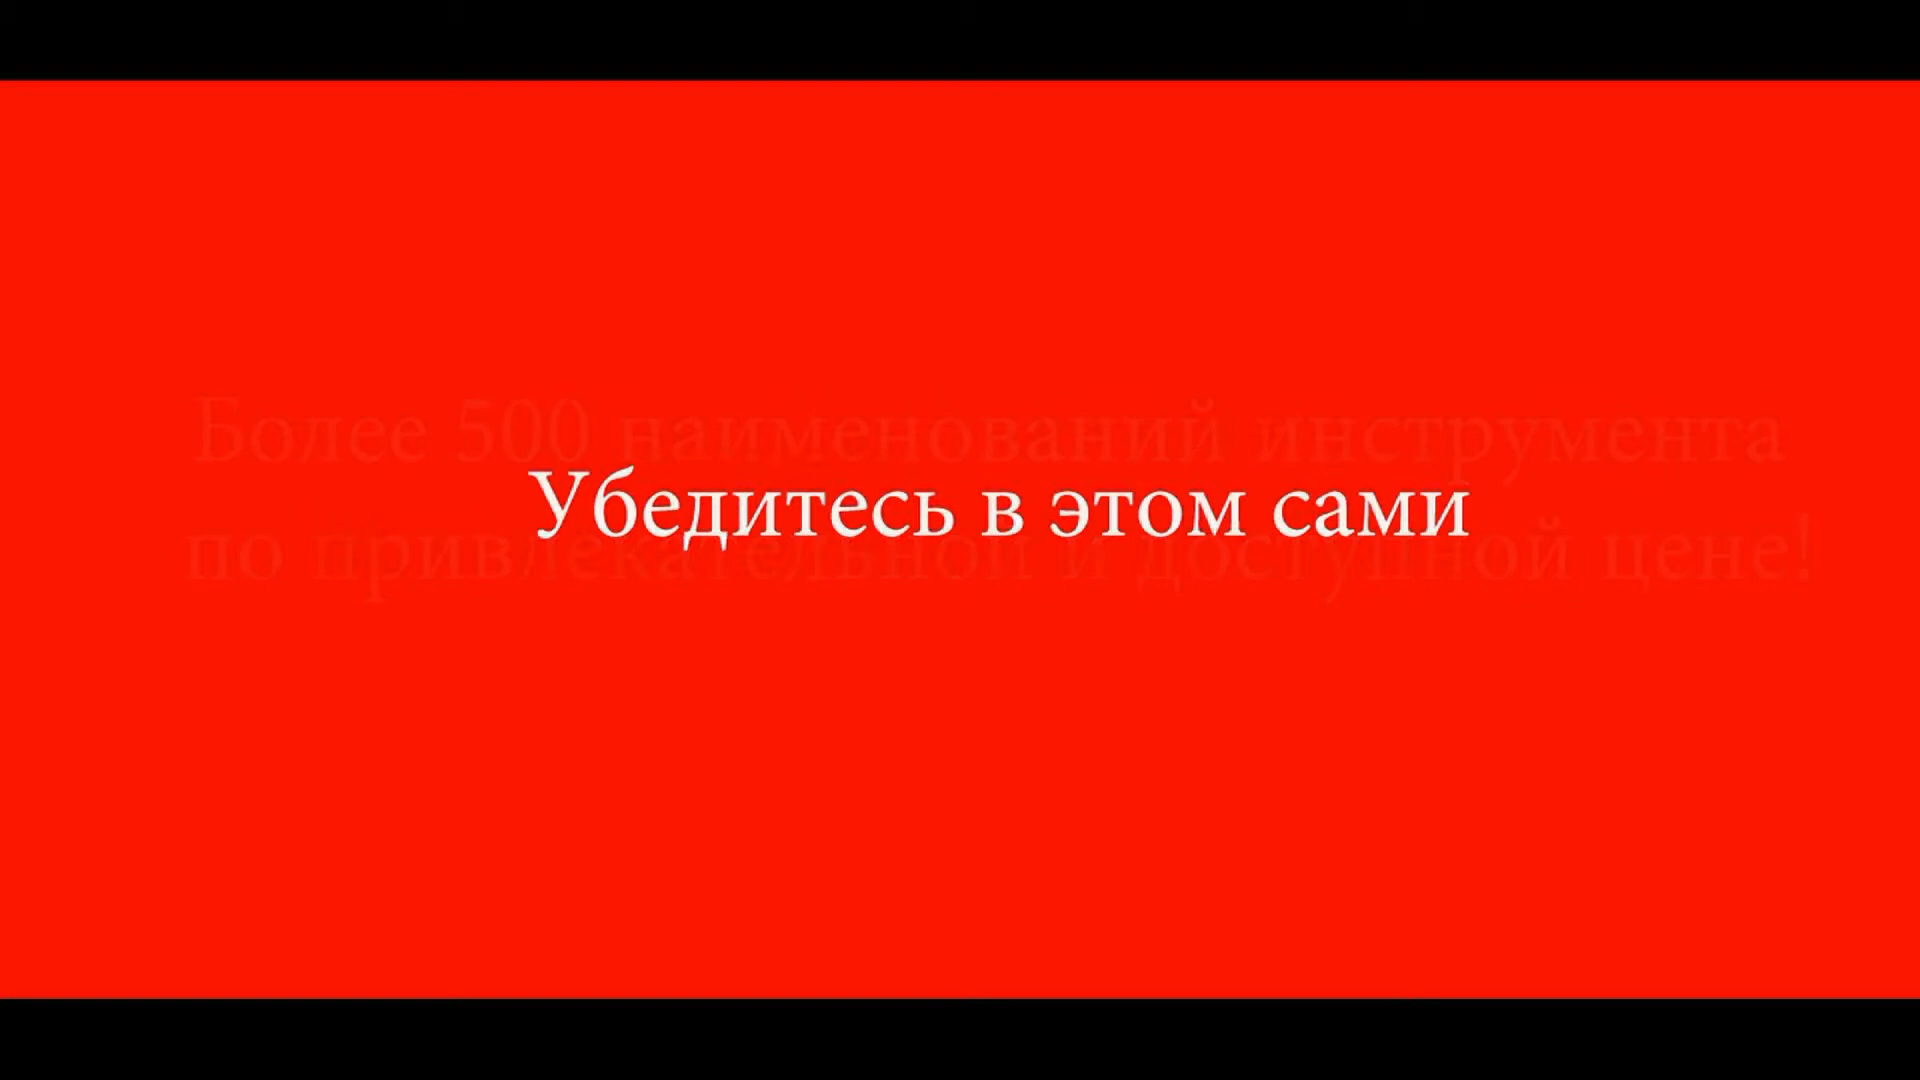 Более 500 наименований инструмента
Убедитесь в этом сами
по привлекательной и доступной цене!